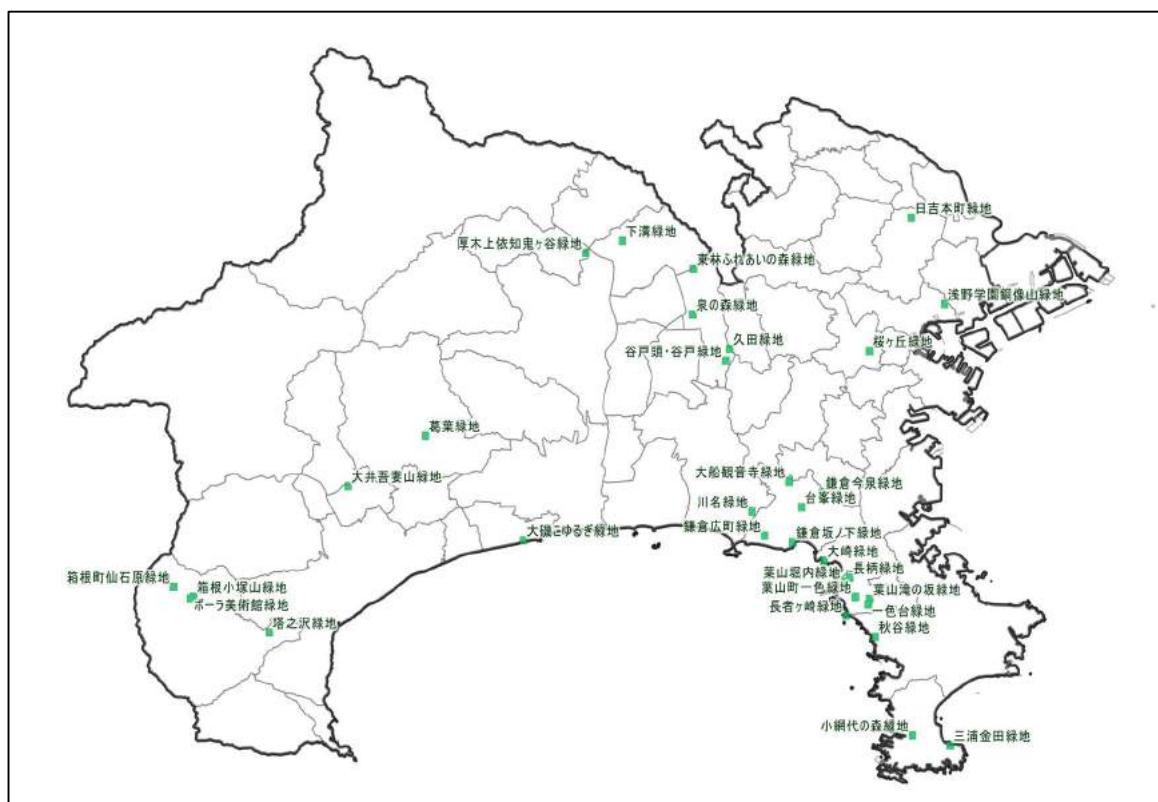 日吉本町緑地
下溝緑地
厚木上依知鬼ヶ谷緑地
東林ふれあいの森緑地
浅野学園銅像山緑地
泉の森緑地
久田緑地
谷戸頭・谷戸緑地
桜ヶ丘緑地
葛葉緑地
大船観音寺緑地
大井吾妻山緑地
鎌倉今泉緑地
台峯緑地
川名緑地
鎌倉広町緑地
大磯こゆるぎ緑地
鎌倉坂ノ下緑地
大崎緑地
長柄緑地
葉山堀内緑地
箱根町仙石原緑地
箱根小塚山緑地
葉山町一色緑地
葉山滝の坂緑地
ポーラ美術館緑地
一色台緑地
長者ヶ崎緑地
塔之沢緑地
秋谷緑地
小網代の森緑地
三浦金田緑地